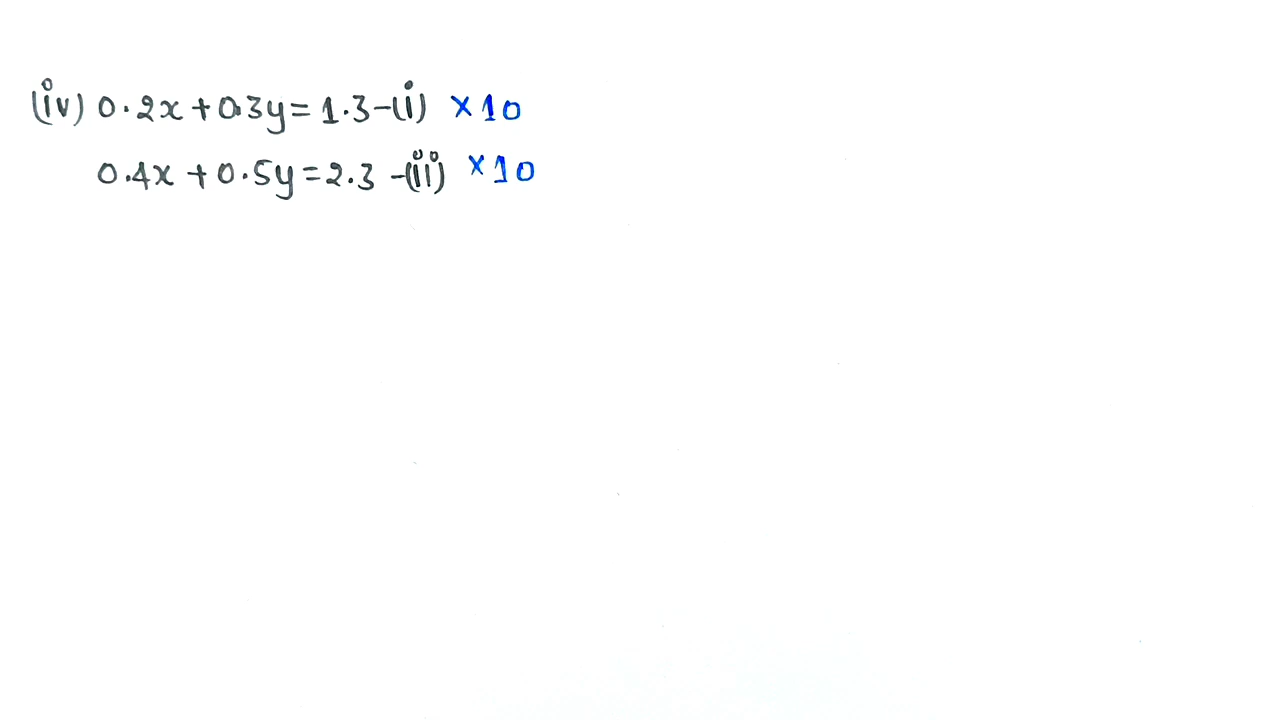 (iv) 0.2x + 0.3y = 1.3 -(i) ×10
0.4x + 0.5y = 2.3 -(ii) ×10